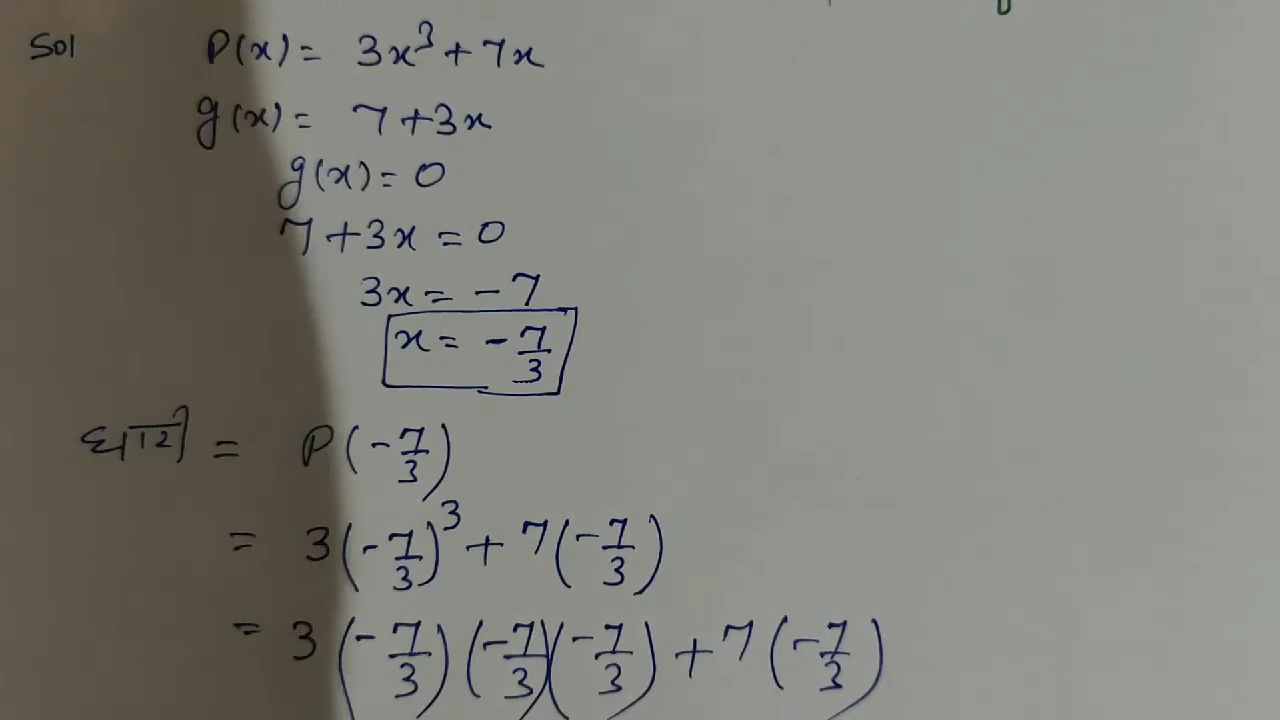 Sol P(x) = 3x³ + 7x
g(x) = 7 + 3x
g(x) = 0
7 + 3x = 0
3x = - 7
x = - 7/3
= P(-7/3)
= 3(-7/3)³ + 7(-7/3)
= 3(-7/3)(-7/3)(-7/3) + 7(-7/3)